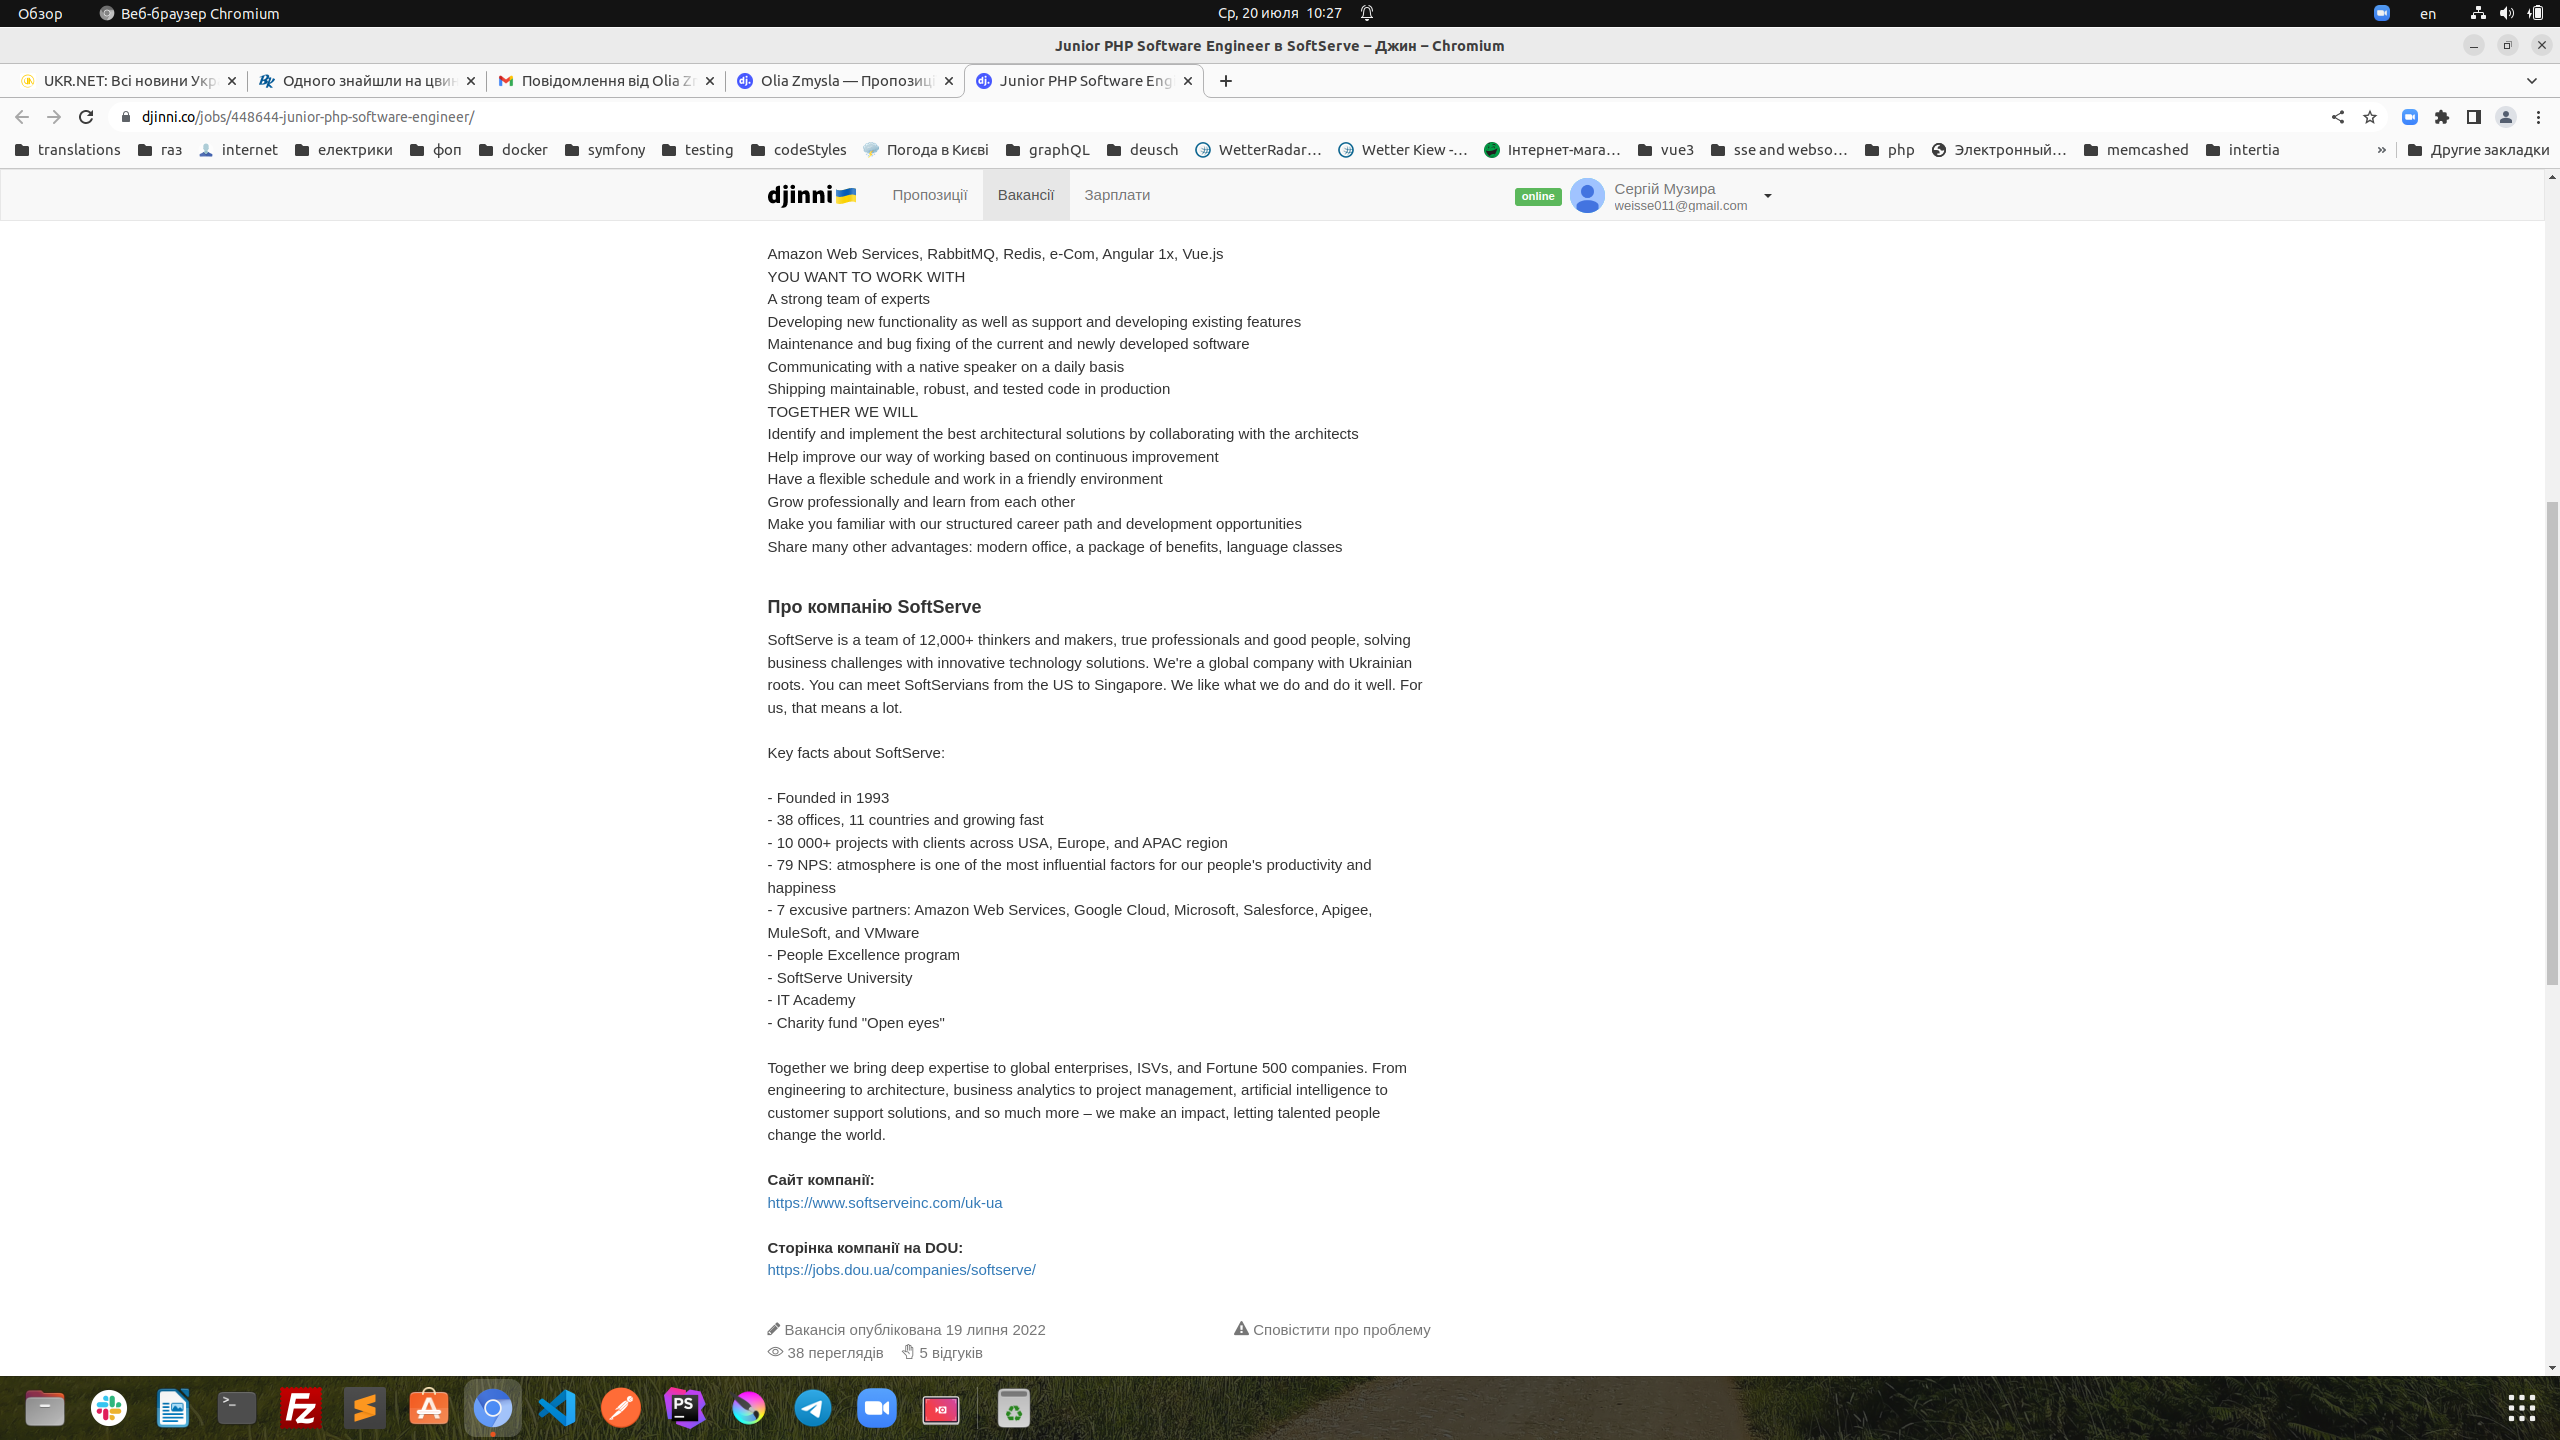 Обзор
Веб-браузер Chromium
Ср, 20 июля 10:27
en
Junior PHP Software Engineer в SoftServe – Джин – Chromium
UKR.NET: Всі новини Укр
Одного знайшли на цвин
Повідомлення від Olia Z
Olia Zmysla — Пропозиці
Junior PHP Software Eng
djinni.co/jobs/448644-junior-php-software-engineer/
translations
газ
internet
електрики
фоп
docker
symfony
testing
codeStyles
Погода в Києві
graphQL
deusch
WetterRadar…
Wetter Kiew -…
Інтернет-мага…
vue3
sse and webso…
php
Электронный…
memcashed
intertia
»
Другие закладки
djinni
Пропозиції
Вакансії
Зарплати
online
Сергій Музира
weisse011@gmail.com
Amazon Web Services, RabbitMQ, Redis, e-Com, Angular 1x, Vue.js
YOU WANT TO WORK WITH
A strong team of experts
Developing new functionality as well as support and developing existing features
Maintenance and bug fixing of the current and newly developed software
Communicating with a native speaker on a daily basis
Shipping maintainable, robust, and tested code in production
TOGETHER WE WILL
Identify and implement the best architectural solutions by collaborating with the architects
Help improve our way of working based on continuous improvement
Have a flexible schedule and work in a friendly environment
Grow professionally and learn from each other
Make you familiar with our structured career path and development opportunities
Share many other advantages: modern office, a package of benefits, language classes
Про компанію SoftServe
SoftServe is a team of 12,000+ thinkers and makers, true professionals and good people, solving
business challenges with innovative technology solutions. We're a global company with Ukrainian
roots. You can meet SoftServians from the US to Singapore. We like what we do and do it well. For
us, that means a lot.
Key facts about SoftServe:
- Founded in 1993
- 38 offices, 11 countries and growing fast
- 10 000+ projects with clients across USA, Europe, and APAC region
- 79 NPS: atmosphere is one of the most influential factors for our people's productivity and
happiness
- 7 excusive partners: Amazon Web Services, Google Cloud, Microsoft, Salesforce, Apigee,
MuleSoft, and VMware
- People Excellence program
- SoftServe University
- IT Academy
- Charity fund "Open eyes"
Together we bring deep expertise to global enterprises, ISVs, and Fortune 500 companies. From
engineering to architecture, business analytics to project management, artificial intelligence to
customer support solutions, and so much more – we make an impact, letting talented people
change the world.
Сайт компанії:
https://www.softserveinc.com/uk-ua
Сторінка компанії на DOU:
https://jobs.dou.ua/companies/softserve/
Вакансія опублікована 19 липня 2022
Сповістити про проблему
38 переглядів
5 відгуків